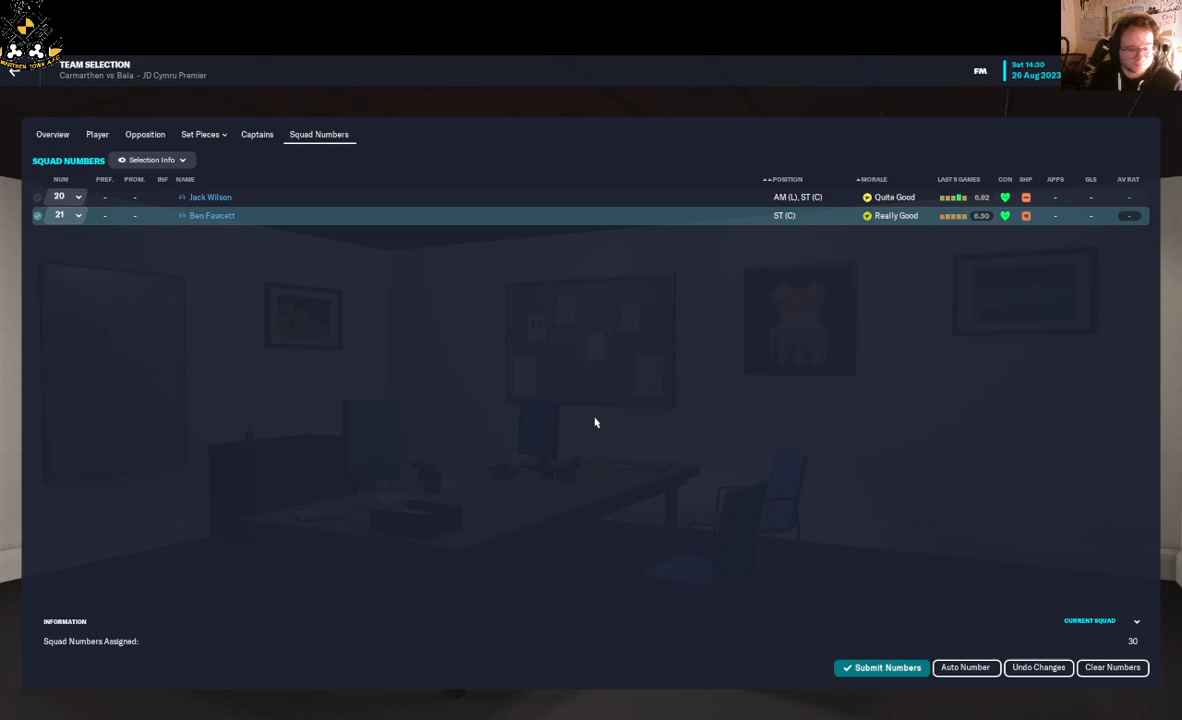 TEAM SELECTION
Carmarthen vs Bala - JD Cymru Premier
FM
Sat 14:30
26 Aug 2023
Overview Player Opposition Set Pieces Captains Squad Numbers
SQUAD NUMBERS Selection Info
NUM PREF. PROM. INF NAME POSITION MORALE LAST 5 GAMES CON SHP APPS GLS AV RAT
20 - - Jack Wilson AM (L), ST (C) Quite Good 6.92 - - -
21 - - Ben Fawcett ST (C) Really Good 6.30 - - -
INFORMATION CURRENT SQUAD
Squad Numbers Assigned: 30
Submit Numbers Auto Number Undo Changes Clear Numbers